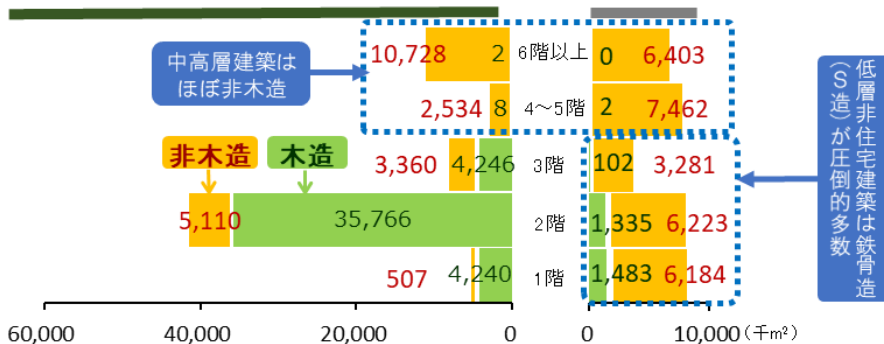 中高層建築は
ほぼ非木造
10,728 2 6階以上 0 6,403
2,534 8 4～5階 2 7,462
非木造 木造
3,360 4,246 3階 102 3,281
5,110 35,766 2階 1,335 6,223
507 4,240 1階 1,483 6,184
60,000 40,000 20,000 0 0 10,000 (千m²)
低層非住宅建築は鉄骨造
(S造)が圧倒的多数